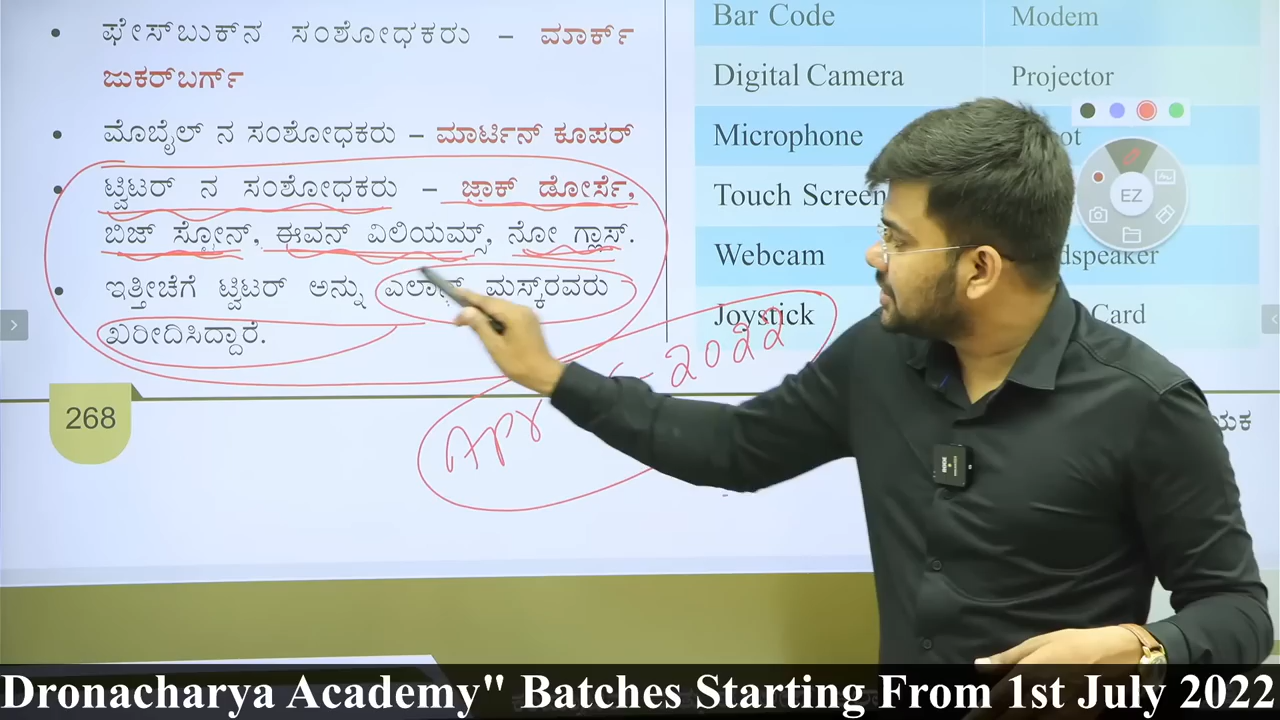 ಫೇಸ್‌ಬುಕ್‌ನ ಸಂಶೋಧಕರು – ಮಾರ್ಕ್
ಜುಕರ್‌ಬರ್ಗ್
ಮೊಬೈಲ್ ನ ಸಂಶೋಧಕರು – ಮಾರ್ಟಿನ್ ಕೂಪರ್
ಟ್ವಿಟರ್ ನ ಸಂಶೋಧಕರು – ಜ್ಯಾಕ್ ಡೋರ್ಸೆ,
ಬಿಜ್ ಸ್ಟೋನ್, ಈವನ್ ವಿಲಿಯಮ್ಸ್, ನೋ ಗ್ಲಾಸ್.
ಇತ್ತೀಚೆಗೆ ಟ್ವಿಟರ್ ಅನ್ನು ಎಲಾನ್ ಮಸ್ಕ್‌ರವರು
ಖರೀದಿಸಿದ್ದಾರೆ.
268
Bar Code Modem
Digital Camera Projector
Microphone
Touch Screen
Webcam
Joystick Card
EZ
2022
Dronacharya Academy" Batches Starting From 1st July 2022